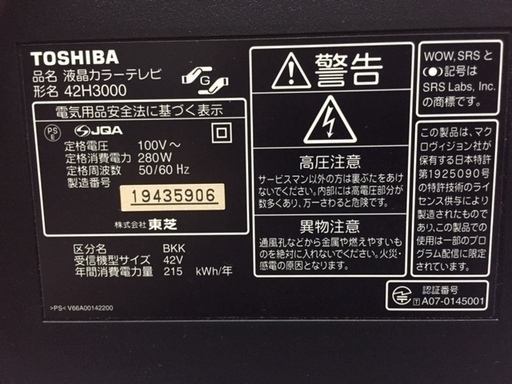 TOSHIBA
品名 液晶カラーテレビ
形名 42H3000
電気用品安全法に基づく表示
PS
E
JQA
定格電圧 100V～
定格消費電力 280W
定格周波数 50/60 Hz
製造番号
19435906
株式会社 東芝
区分名 BKK
受信機型サイズ 42V
年間消費電力量 215 kWh/年
>PS< V66A00142200
G
警告
高圧注意
サービスマン以外の方は裏ぶたをあけ
ないでください。内部には高電圧部分が
数多くあり、万一さわると危険です。
異物注意
通風孔などから金属や燃えやすいもの
を絶対に入れないでください。火災・
感電の原因となります。
WOW, SRS と
(●)記号は
SRS Labs, Inc.
の商標です。
この製品は、マク
ロヴィジョン社が
保有する日本特許
第1925090号
の特許技術のライ
センス供与により
製造されました。
この製品での
使用は一部のプロ
グラム配信に限定
されています。
認証番号
T A07-0145001